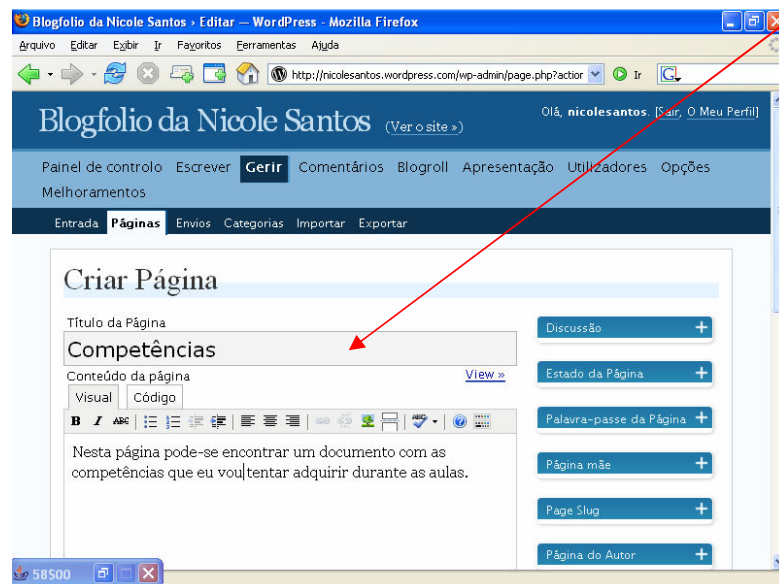 Blogfolio da Nicole Santos › Editar — WordPress - Mozilla Firefox
Arquivo Editar Exibir Ir Favoritos Ferramentas Ajuda
http://nicolesantos.wordpress.com/wp-admin/page.php?action Ir G
Blogfolio da Nicole Santos (Ver o site »)
Olá, nicolesantos. [Sair, O Meu Perfil]
Painel de controlo Escrever Gerir Comentários Blogroll Apresentação Utilizadores Opções
Melhoramentos
Entrada Páginas Envios Categorias Importar Exportar
Criar Página
Título da Página
Competências
Conteúdo da página View »
Visual Código
B I ABC ABC
Nesta página pode-se encontrar um documento com as
competências que eu vou tentar adquirir durante as aulas.
Discussão +
Estado da Página +
Palavra-passe da Página +
Página mãe +
Page Slug +
Página do Autor +
58$00